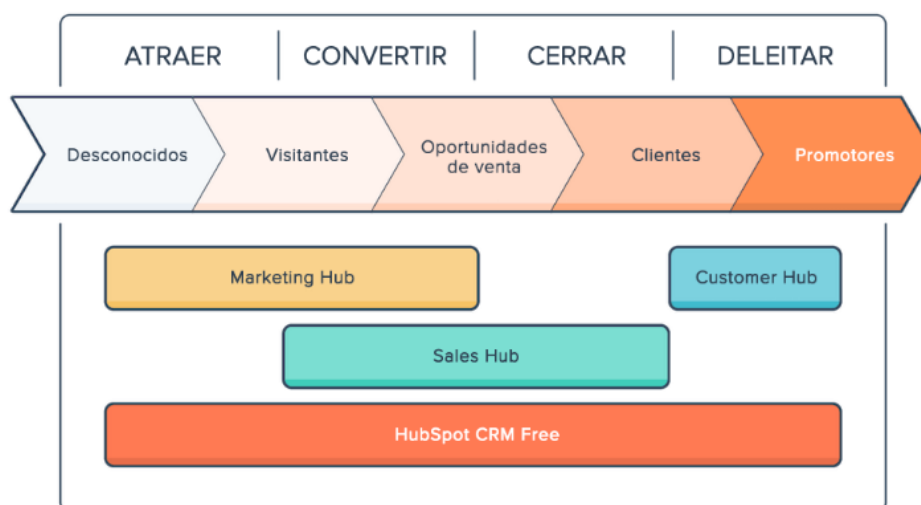 ATRAER
CONVERTIR
CERRAR
DELEITAR
Desconocidos
Visitantes
Oportunidades
de venta
Clientes
Promotores
Marketing Hub
Customer Hub
Sales Hub
HubSpot CRM Free